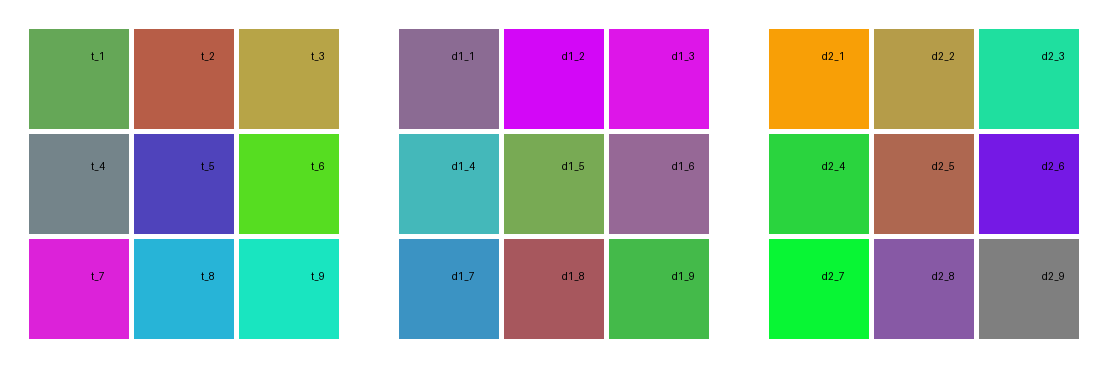 t_1 t_2 t_3 d1_1 d1_2 d1_3 d2_1 d2_2 d2_3
t_4 t_5 t_6 d1_4 d1_5 d1_6 d2_4 d2_5 d2_6
t_7 t_8 t_9 d1_7 d1_8 d1_9 d2_7 d2_8 d2_9